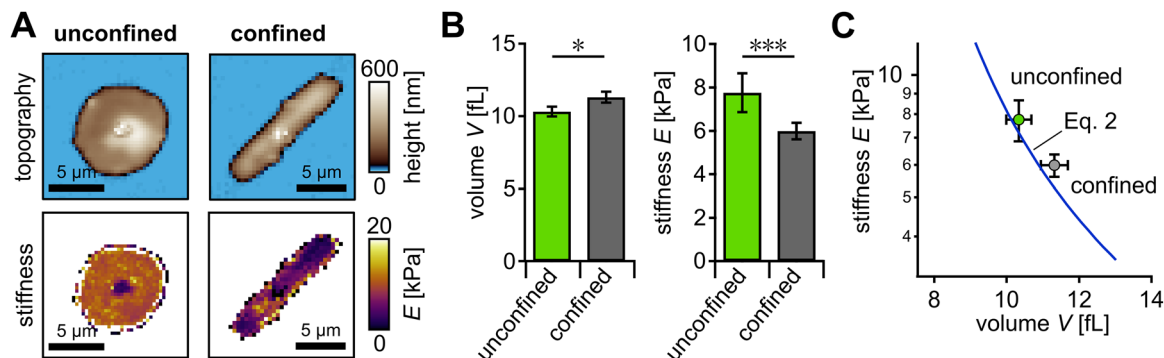 A
unconfined
confined
topography
5 µm
5 µm
600
0
height [nm]
stiffness
5 µm
5 µm
20
0
E [kPa]
B
volume V [fL]
15
10
5
0
*
unconfined
confined
stiffness E [kPa]
10
8
6
4
2
0
***
unconfined
confined
C
stiffness E [kPa]
10
9
8
7
6
5
4
unconfined
Eq. 2
confined
8
10
12
14
volume V [fL]